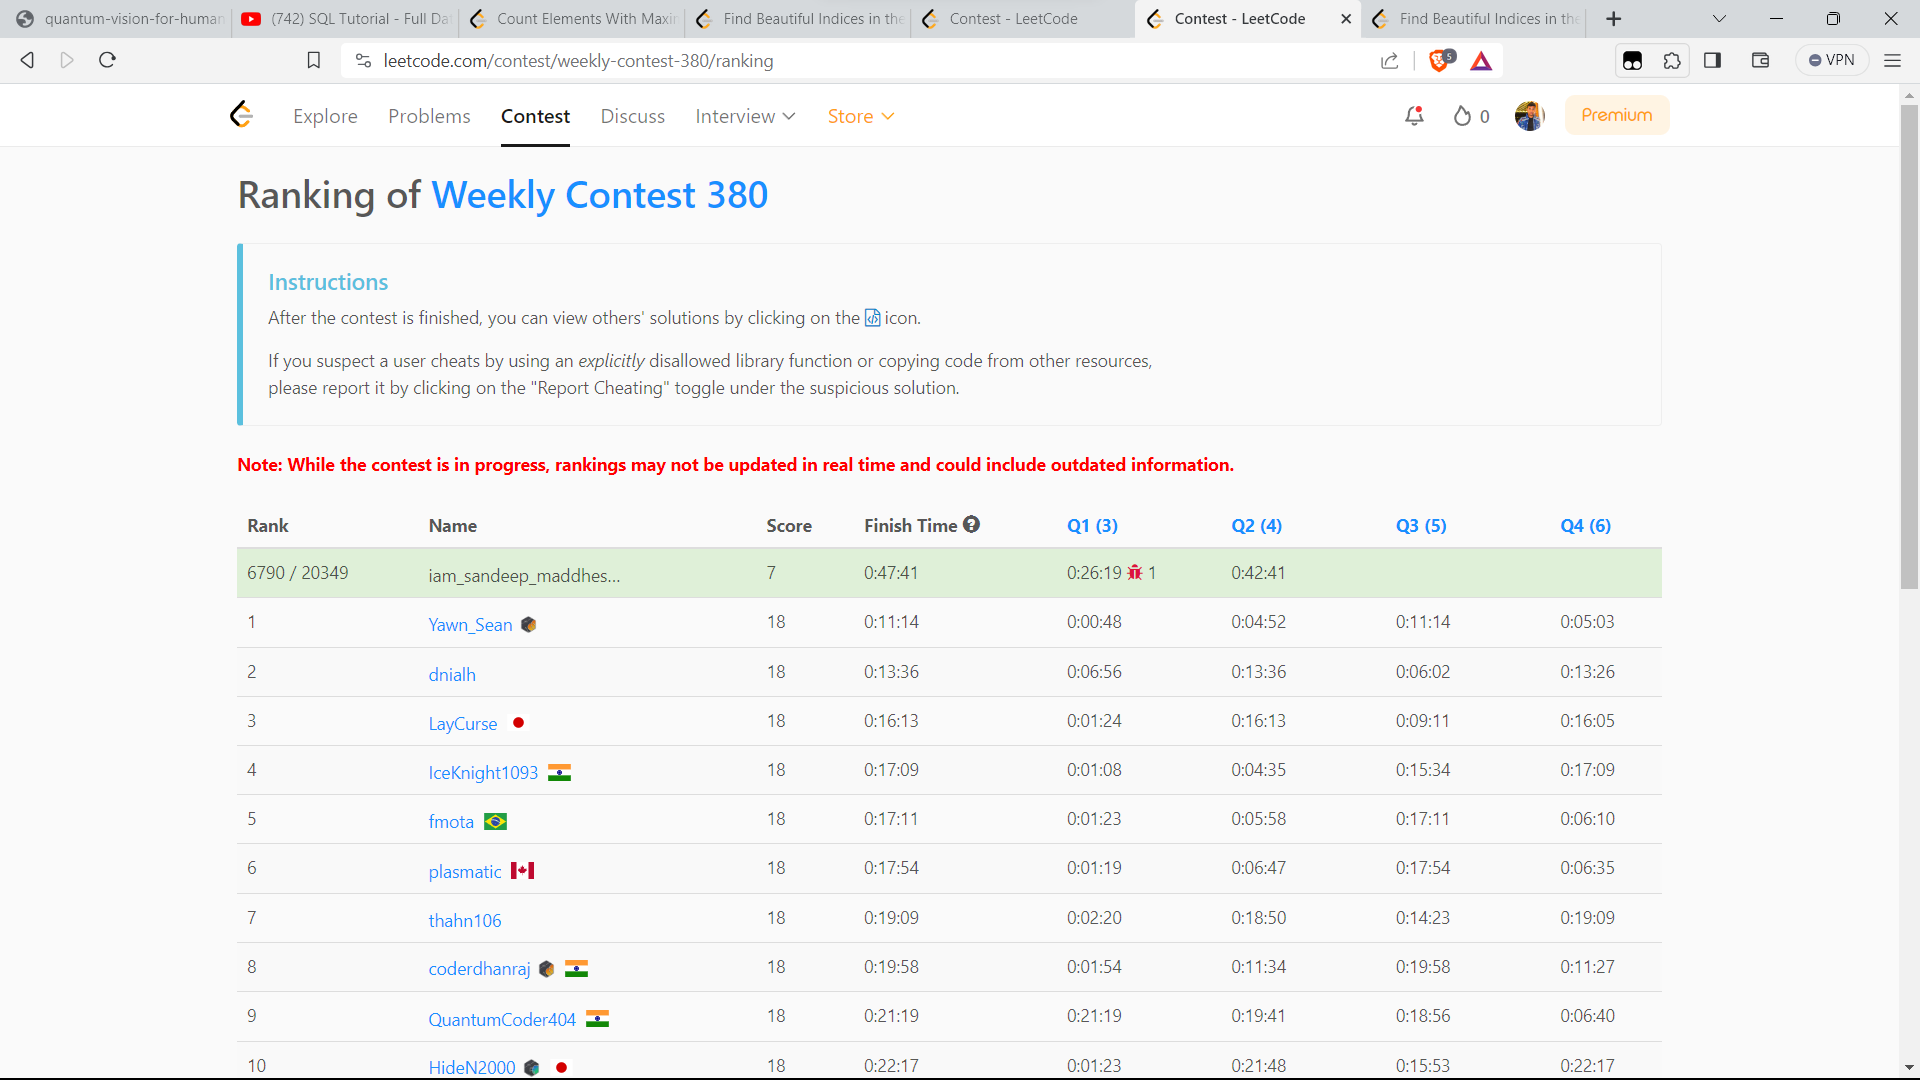 quantum-vision-for-human
(742) SQL Tutorial - Full Da
Count Elements With Maxim
Find Beautiful Indices in the
Contest - LeetCode
Contest - LeetCode
Find Beautiful Indices in the
leetcode.com/contest/weekly-contest-380/ranking
5
VPN
Explore
Problems
Contest
Discuss
Interview
Store
0
Premium
Ranking of Weekly Contest 380
Instructions
After the contest is finished, you can view others' solutions by clicking on the icon.
If you suspect a user cheats by using an explicitly disallowed library function or copying code from other resources,
please report it by clicking on the "Report Cheating" toggle under the suspicious solution.
Note: While the contest is in progress, rankings may not be updated in real time and could include outdated information.
Rank Name Score Finish Time Q1 (3) Q2 (4) Q3 (5) Q4 (6)
6790 / 20349 iam_sandeep_maddhes... 7 0:47:41 0:26:19 1 0:42:41
1 Yawn_Sean 18 0:11:14 0:00:48 0:04:52 0:11:14 0:05:03
2 dnialh 18 0:13:36 0:06:56 0:13:36 0:06:02 0:13:26
3 LayCurse 18 0:16:13 0:01:24 0:16:13 0:09:11 0:16:05
4 IceKnight1093 18 0:17:09 0:01:08 0:04:35 0:15:34 0:17:09
5 fmota 18 0:17:11 0:01:23 0:05:58 0:17:11 0:06:10
6 plasmatic 18 0:17:54 0:01:19 0:06:47 0:17:54 0:06:35
7 thahn106 18 0:19:09 0:02:20 0:18:50 0:14:23 0:19:09
8 coderdhanraj 18 0:19:58 0:01:54 0:11:34 0:19:58 0:11:27
9 QuantumCoder404 18 0:21:19 0:21:19 0:19:41 0:18:56 0:06:40
10 HideN2000 18 0:22:17 0:01:23 0:21:48 0:15:53 0:22:17